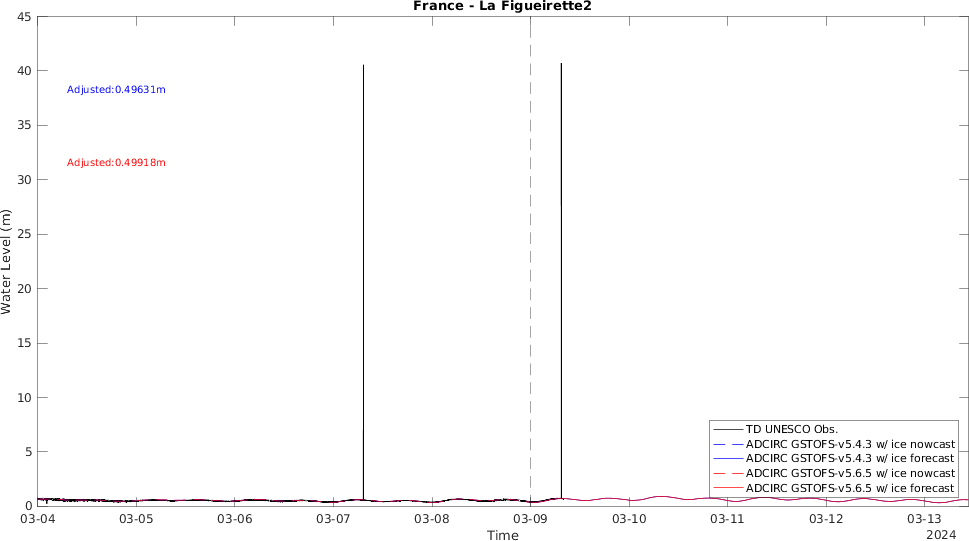 France - La Figueirette2
45
40
35
30
25
20
15
10
5
0
Water Level (m)
Adjusted:0.49631m
Adjusted:0.49918m
TD UNESCO Obs.
ADCIRC GSTOFS-v5.4.3 w/ ice nowcast
ADCIRC GSTOFS-v5.4.3 w/ ice forecast
ADCIRC GSTOFS-v5.6.5 w/ ice nowcast
ADCIRC GSTOFS-v5.6.5 w/ ice forecast
03-04 03-05 03-06 03-07 03-08 03-09 03-10 03-11 03-12 03-13
Time
2024